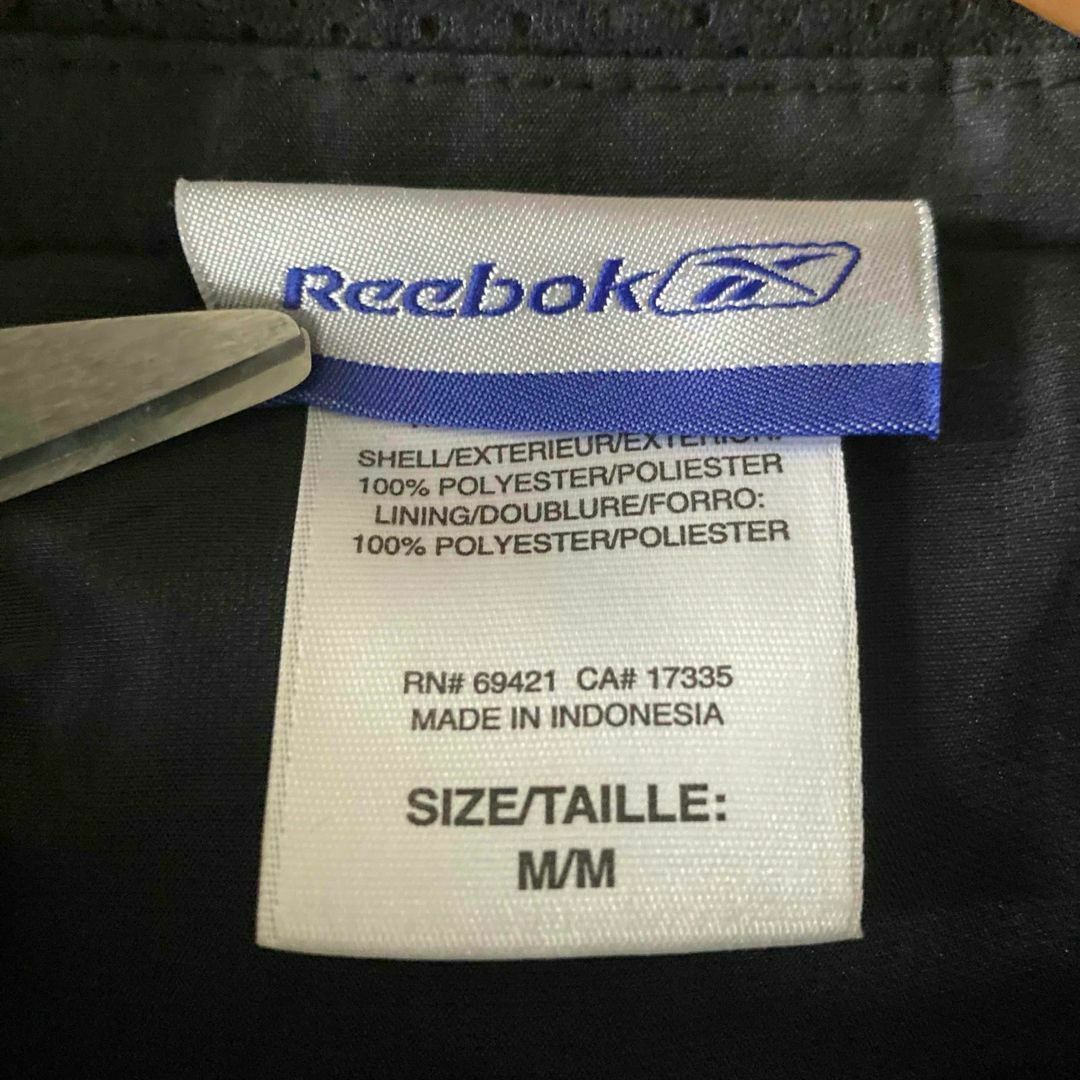 Reebok
SHELL/EXTERIEUR/EXTERIOR:
100% POLYESTER/POLIESTER
LINING/DOUBLURE/FORRO:
100% POLYESTER/POLIESTER
RN# 69421 CA# 17335
MADE IN INDONESIA
SIZE/TAILLE:
M/M